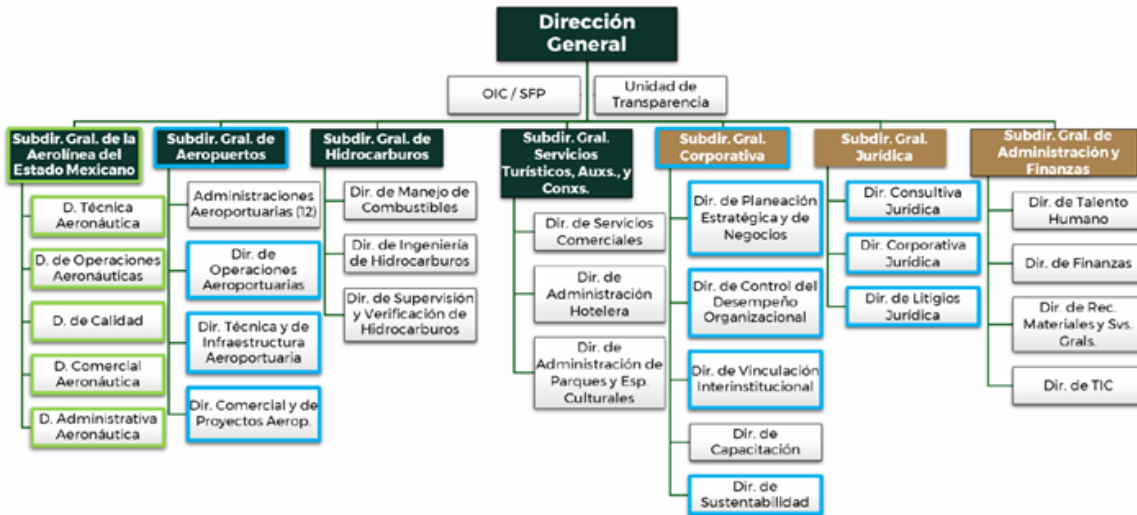 Dirección
General
OIC / SFP
Unidad de
Transparencia
Subdir. Gral. de la
Aerolínea del
Estado Mexicano
D. Técnica
Aeronáutica
D. de Operaciones
Aeronáuticas
D. de Calidad
D. Comercial
Aeronáutica
D. Administrativa
Aeronáutica
Subdir. Gral. de
Aeropuertos
Administraciones
Aeroportuarias (12)
Dir. de
Operaciones
Aeroportuarias
Dir. Técnica y de
Infraestructura
Aeroportuaria
Dir. Comercial y de
Proyectos Aerop.
Subdir. Gral. de
Hidrocarburos
Dir. de Manejo de
Combustibles
Dir. de Ingeniería
de Hidrocarburos
Dir. de Supervisión
y Verificación de
Hidrocarburos
Subdir. Gral.
Servicios
Turísticos, Auxs., y
Conxs.
Dir. de Servicios
Comerciales
Dir. de
Administración
Hotelera
Dir. de
Administración de
Parques y Esp.
Culturales
Subdir. Gral.
Corporativa
Dir. de Planeación
Estratégica y de
Negocios
Dir. de Control del
Desempeño
Organizacional
Dir. de Vinculación
Interinstitucional
Dir. de
Capacitación
Dir. de
Sustentabilidad
Subdir. Gral.
Jurídica
Dir. Consultiva
Jurídica
Dir. Corporativa
Jurídica
Dir. de Litigios
Jurídica
Subdir. Gral. de
Administración y
Finanzas
Dir. de Talento
Humano
Dir. de Finanzas
Dir. de Rec.
Materiales y Svs.
Grals.
Dir. de TIC